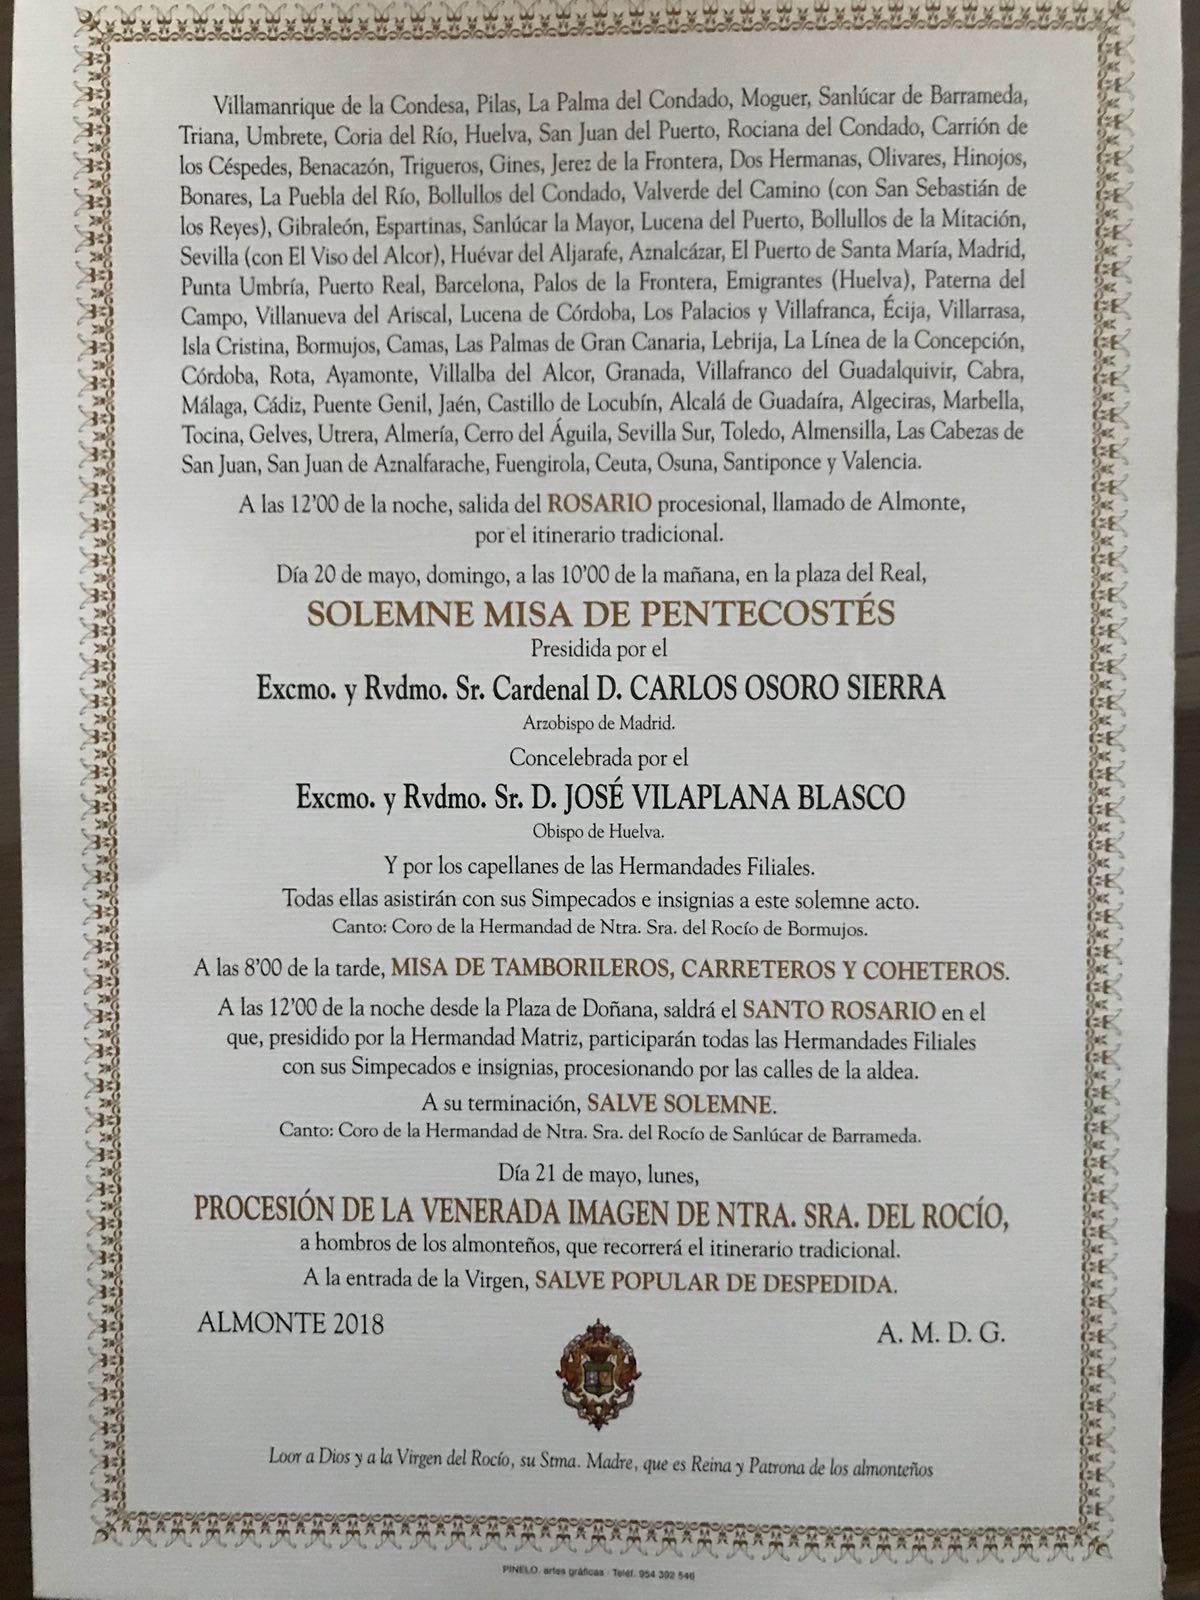 Villamanrique de la Condesa, Pilas, La Palma del Condado, Moguer, Sanlúcar de Barrameda,
Triana, Umbrete, Coria del Río, Huelva, San Juan del Puerto, Rociana del Condado, Carrión de
los Céspedes, Benacazón, Trigueros, Gines, Jerez de la Frontera, Dos Hermanas, Olivares, Hinojos,
Bonares, La Puebla del Río, Bollullos del Condado, Valverde del Camino (con San Sebastián de
los Reyes), Gibraleón, Espartinas, Sanlúcar la Mayor, Lucena del Puerto, Bollullos de la Mitación,
Sevilla (con El Viso del Alcor), Huévar del Aljarafe, Aznalcázar, El Puerto de Santa María, Madrid,
Punta Umbría, Puerto Real, Barcelona, Palos de la Frontera, Emigrantes (Huelva), Paterna del
Campo, Villanueva del Ariscal, Lucena de Córdoba, Los Palacios y Villafranca, Écija, Villarrasa,
Isla Cristina, Bormujos, Camas, Las Palmas de Gran Canaria, Lebrija, La Línea de la Concepción,
Córdoba, Rota, Ayamonte, Villalba del Alcor, Granada, Villafranco del Guadalquivir, Cabra,
Málaga, Cádiz, Puente Genil, Jaén, Castillo de Locubín, Alcalá de Guadaíra, Algeciras, Marbella,
Tocina, Gelves, Utrera, Almería, Cerro del Águila, Sevilla Sur, Toledo, Almensilla, Las Cabezas de
San Juan, San Juan de Aznalfarache, Fuengirola, Ceuta, Osuna, Santiponce y Valencia.
A las 12'00 de la noche, salida del ROSARIO procesional, llamado de Almonte,
por el itinerario tradicional.
Día 20 de mayo, domingo, a las 10'00 de la mañana, en la plaza del Real,
SOLEMNE MISA DE PENTECOSTÉS
Presidida por el
Excmo. y Rvdmo. Sr. Cardenal D. CARLOS OSORO SIERRA
Arzobispo de Madrid.
Concelebrada por el
Excmo. y Rvdmo. Sr. D. JOSÉ VILAPLANA BLASCO
Obispo de Huelva.
Y por los capellanes de las Hermandades Filiales.
Todas ellas asistirán con sus Simpecados e insignias a este solemne acto.
Canto: Coro de la Hermandad de Ntra. Sra. del Rocío de Bormujos.
A las 8'00 de la tarde, MISA DE TAMBORILEROS, CARRETEROS Y COHETEROS.
A las 12'00 de la noche desde la Plaza de Doñana, saldrá el SANTO ROSARIO en el
que, presidido por la Hermandad Matriz, participarán todas las Hermandades Filiales
con sus Simpecados e insignias, procesionando por las calles de la aldea.
A su terminación, SALVE SOLEMNE.
Canto: Coro de la Hermandad de Ntra. Sra. del Rocío de Sanlúcar de Barrameda.
Día 21 de mayo, lunes,
PROCESIÓN DE LA VENERADA IMAGEN DE NTRA. SRA. DEL ROCÍO,
a hombros de los almonteños, que recorrerá el itinerario tradicional.
A la entrada de la Virgen, SALVE POPULAR DE DESPEDIDA.
ALMONTE 2018
A. M. D. G.
Loor a Dios y a la Virgen del Rocío, su Stma. Madre, que es Reina y Patrona de los almonteños
PINELO. artes gráficas · Teléf. 954 392 546